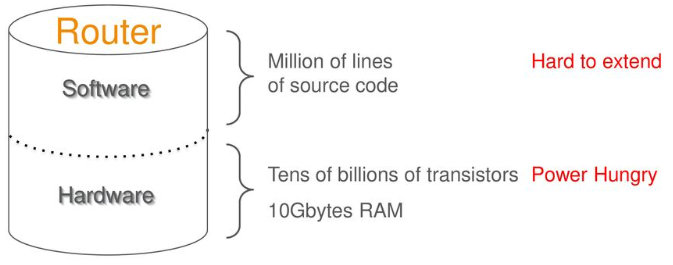 Router
Software
Million of lines
of source code
Hard to extend
Hardware
Tens of billions of transistors
Power Hungry
10Gbytes RAM